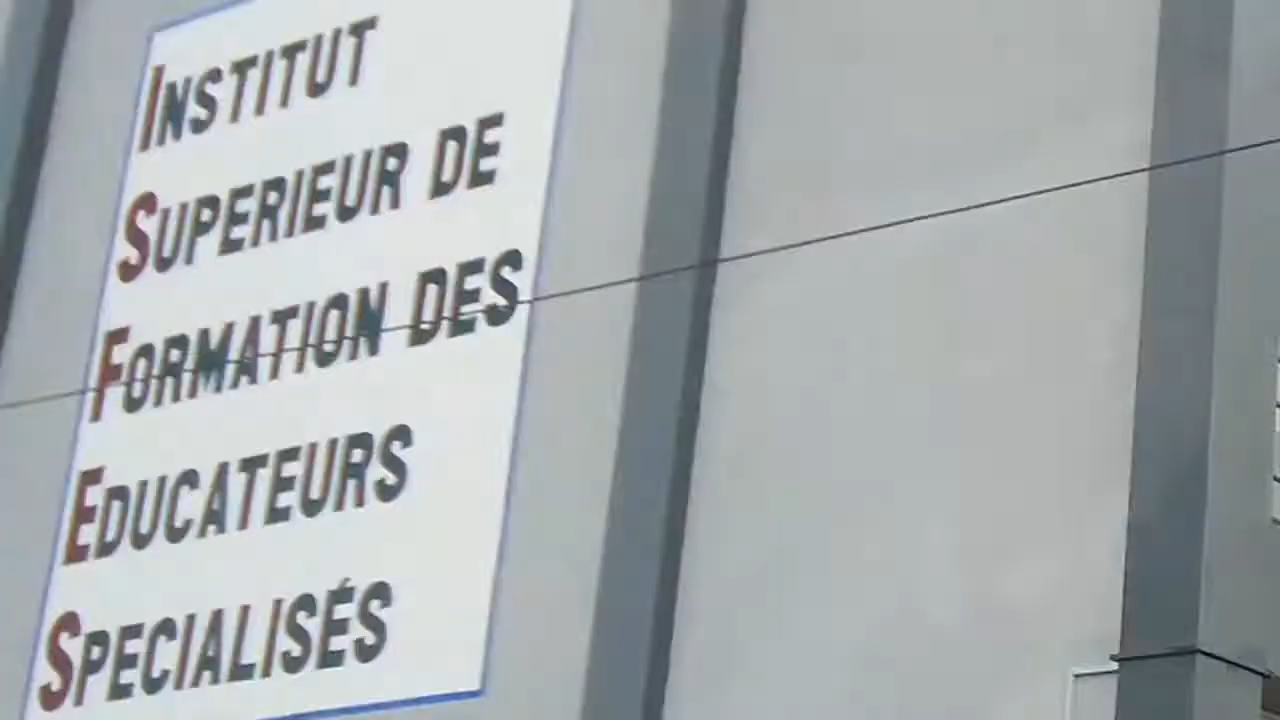 INSTITUT
SUPERIEUR DE
FORMATION DES
EDUCATEURS
SPECIALISÉS